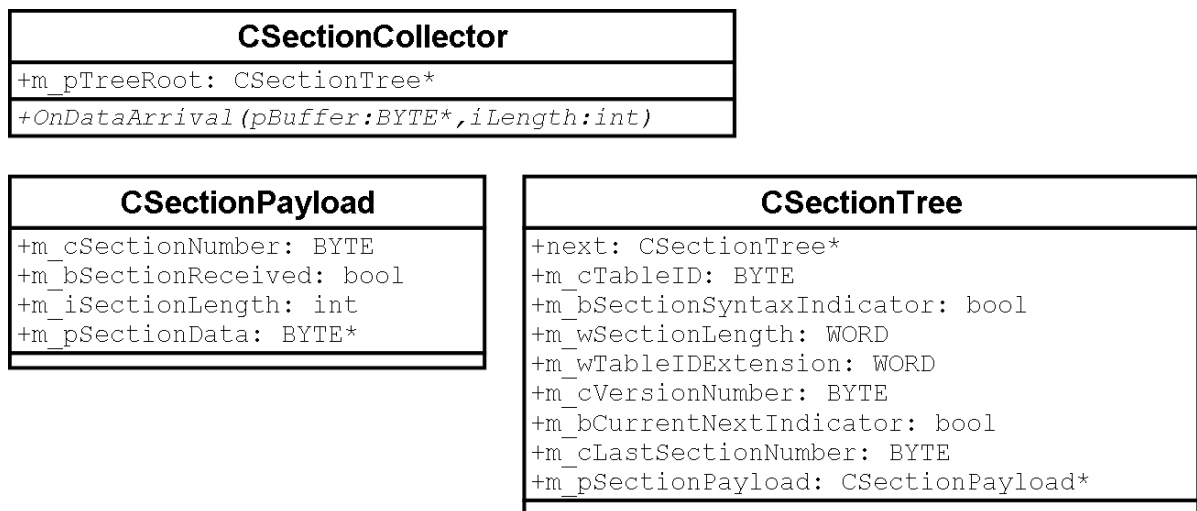 CSectionCollector
+m_pTreeRoot: CSectionTree*
+OnDataArrival(pBuffer:BYTE*,iLength:int)
CSectionPayload
+m_cSectionNumber: BYTE
+m_bSectionReceived: bool
+m_iSectionLength: int
+m_pSectionData: BYTE*
CSectionTree
+next: CSectionTree*
+m_cTableID: BYTE
+m_bSectionSyntaxIndicator: bool
+m_wSectionLength: WORD
+m_wTableIDExtension: WORD
+m_cVersionNumber: BYTE
+m_bCurrentNextIndicator: bool
+m_cLastSectionNumber: BYTE
+m_pSectionPayload: CSectionPayload*